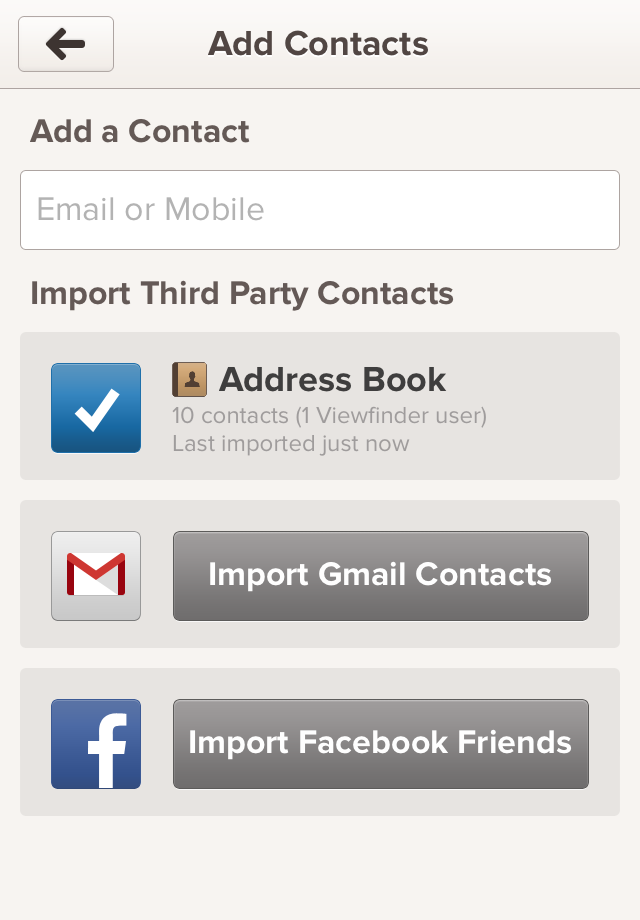 Add Contacts
Add a Contact
Email or Mobile
Import Third Party Contacts
Address Book
10 contacts (1 Viewfinder user)
Last imported just now
Import Gmail Contacts
Import Facebook Friends